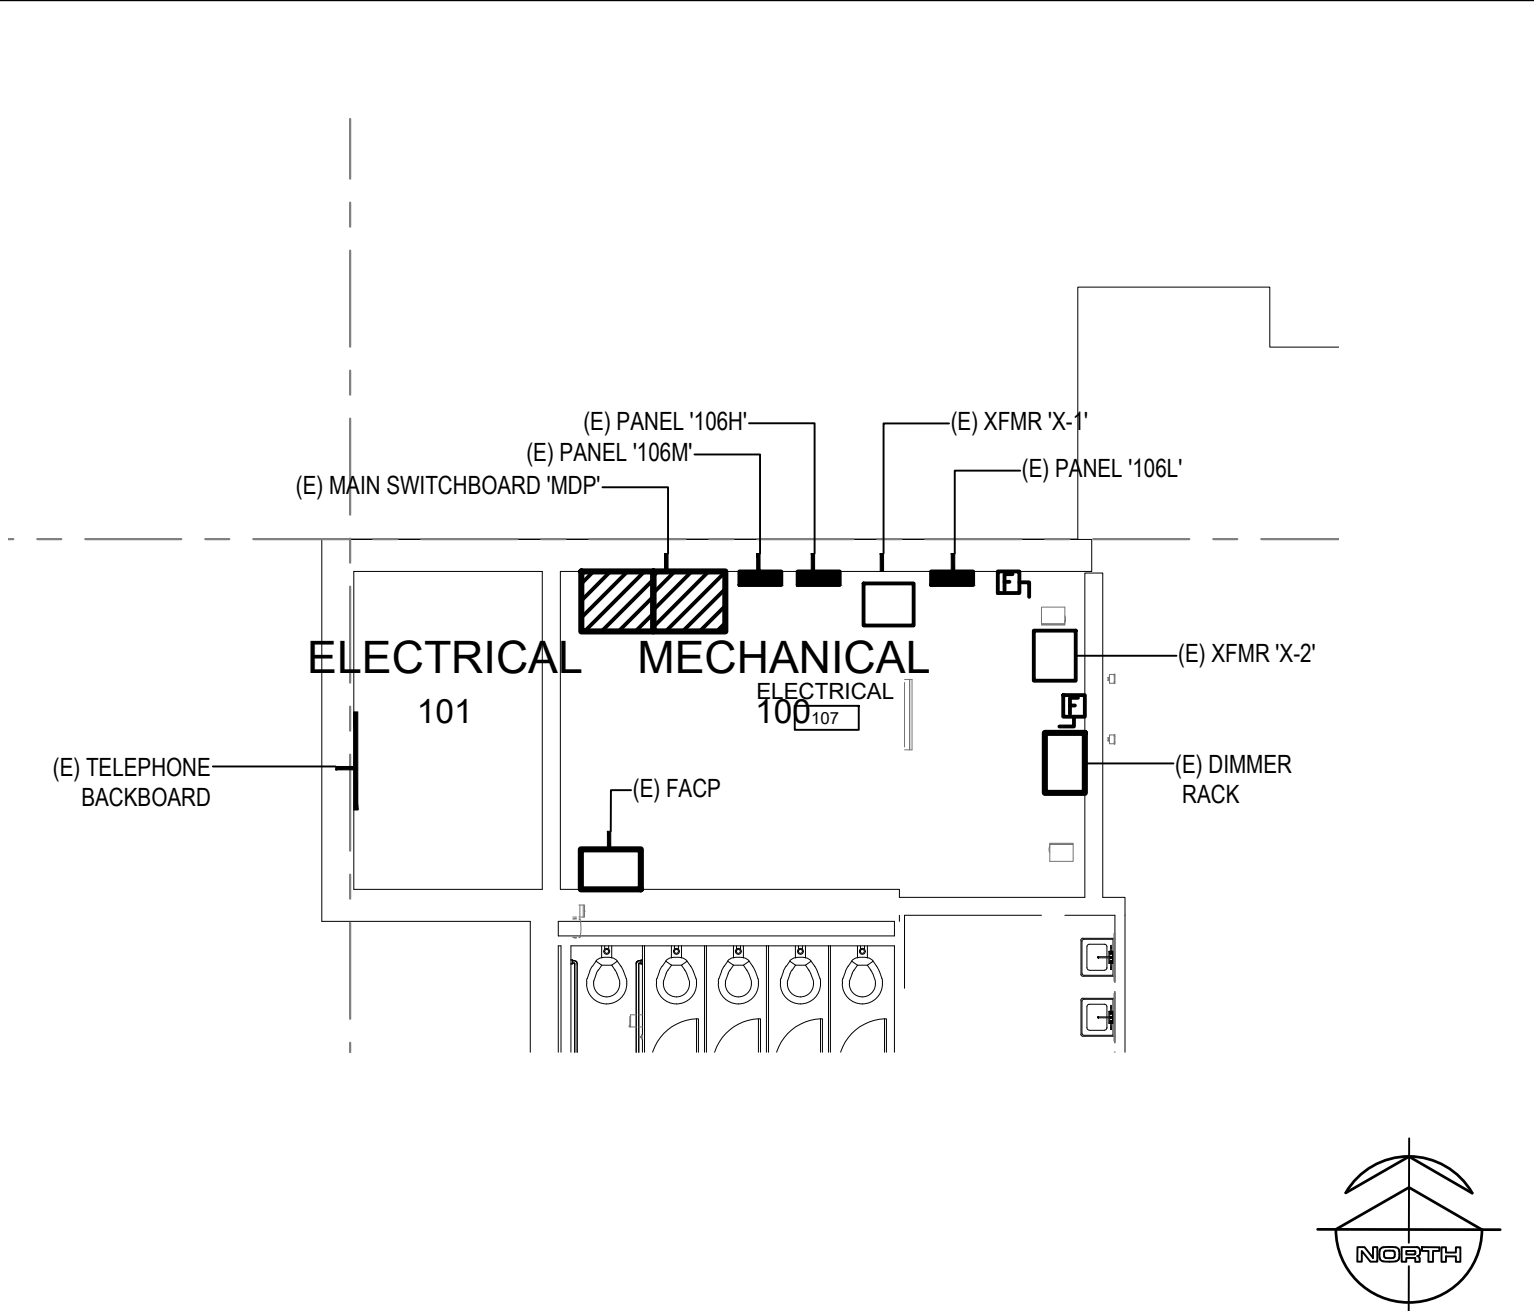 (E) PANEL '106H'
(E) XFMR 'X-1'
(E) PANEL '106M'
(E) PANEL '106L'
(E) MAIN SWITCHBOARD 'MDP'
F
ELECTRICAL
101
MECHANICAL
100
ELECTRICAL
107
(E) XFMR 'X-2'
F
(E) TELEPHONE
BACKBOARD
(E) DIMMER
RACK
(E) FACP
NORTH